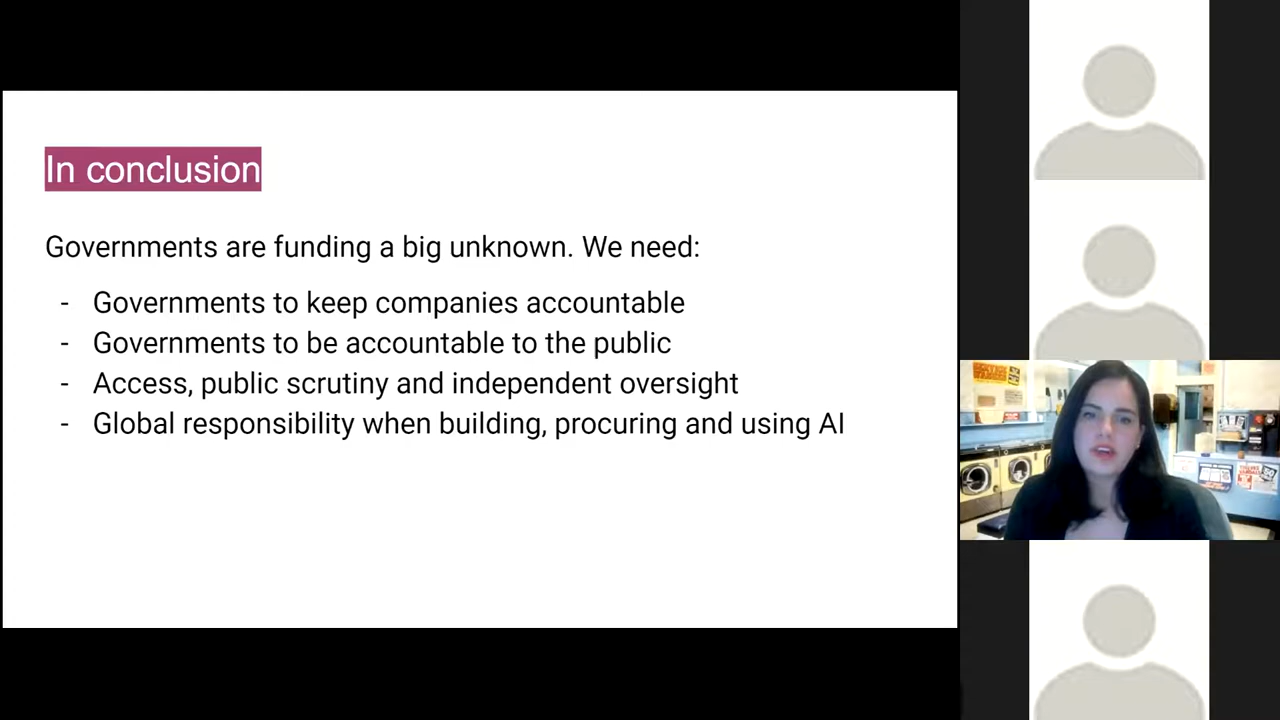 In conclusion
Governments are funding a big unknown. We need:
- Governments to keep companies accountable
- Governments to be accountable to the public
- Access, public scrutiny and independent oversight
- Global responsibility when building, procuring and using AI